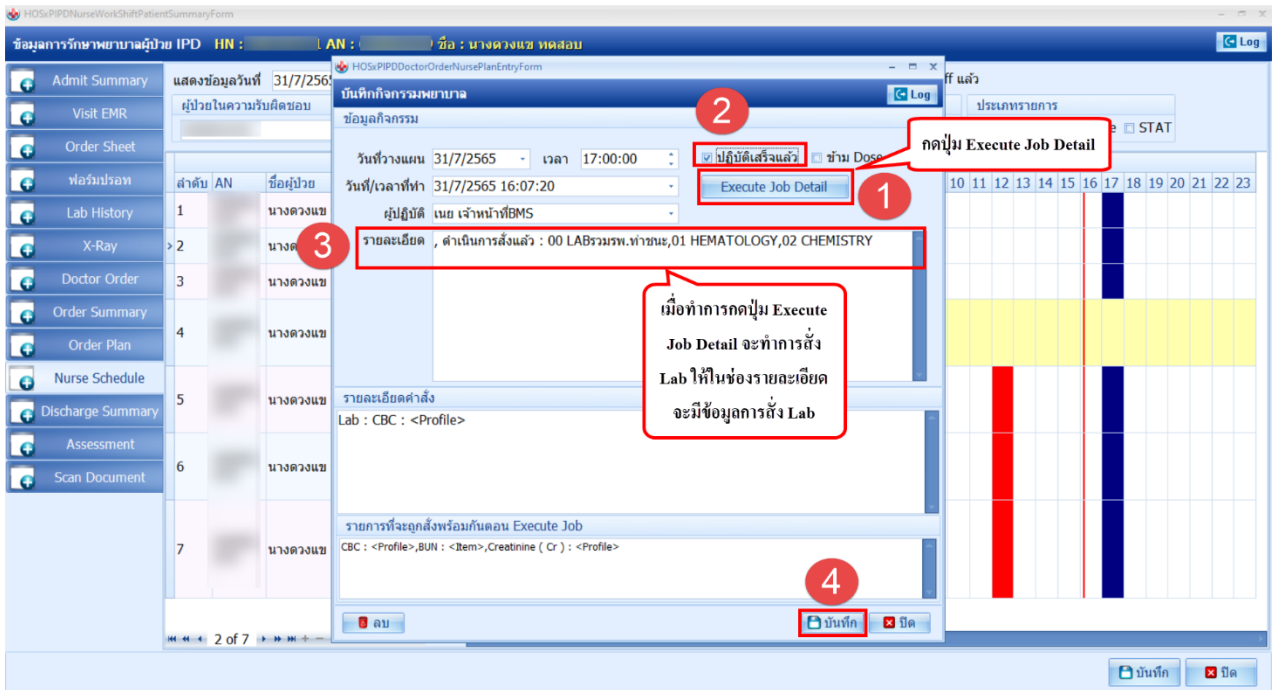 HOSxPIPDNurseWorkShiftPatientSummaryForm
ข้อมูลการรักษาพยาบาลผู้ป่วย IPD HN : 1 AN : ชื่อ : นางดวงแข ทดสอบ
Log
Admit Summary
Visit EMR
Order Sheet
ฟอร์มปรอท
Lab History
X-Ray
Doctor Order
Order Summary
Order Plan
Nurse Schedule
Discharge Summary
Assessment
Scan Document
แสดงข้อมูลวันที่ 31/7/256
ff แล้ว
ผู้ป่วยในความรับผิดชอบ
ประเภทรายการ
e STAT
ลำดับ AN ชื่อผู้ป่วย
10 11 12 13 14 15 16 17 18 19 20 21 22 23
1 นางดวงแข
2 นางด
3 นางดวงแข
4 นางดวงแข
5 นางดวงแข
6 นางดวงแข
7 นางดวงแข
2 of 7
HOSxPIPDDoctorOrderNursePlanEntryForm
บันทึกกิจกรรมพยาบาล
Log
ข้อมูลกิจกรรม
2
วันที่วางแผน 31/7/2565 เวลา 17:00:00 ปฏิบัติเสร็จแล้ว ข้าม Dose
กดปุ่ม Execute Job Detail
วันที่/เวลาที่ทำ 31/7/2565 16:07:20 Execute Job Detail
1
ผู้ปฏิบัติ เนย เจ้าหน้าที่BMS
3
รายละเอียด , ดำเนินการสั่งแล้ว : 00 LABรวมรพ.ท่าชนะ,01 HEMATOLOGY,02 CHEMISTRY
เมื่อทำการกดปุ่ม Execute
Job Detail จะทำการสั่ง
Lab ให้ในช่องรายละเอียด
จะมีข้อมูลการสั่ง Lab
รายละเอียดคำสั่ง
Lab : CBC : <Profile>
รายการที่จะถูกสั่งพร้อมกันตอน Execute Job
CBC : <Profile>,BUN : <Item>,Creatinine ( Cr ) : <Profile>
4
ลบ
บันทึก
ปิด
บันทึก
ปิด